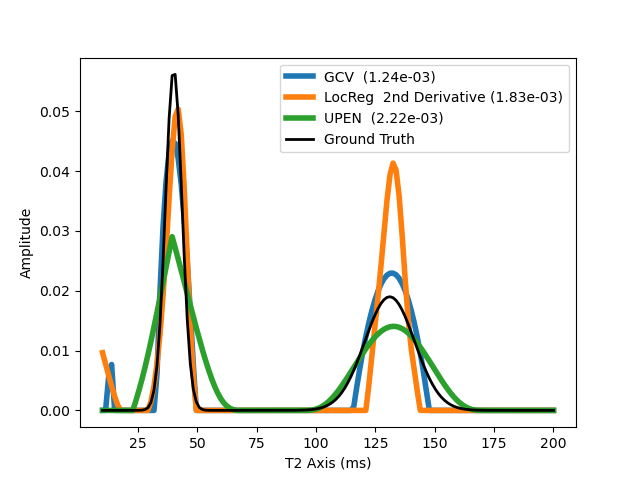 GCV (1.24e-03)
LocReg 2nd Derivative (1.83e-03)
UPEN (2.22e-03)
Ground Truth
0.05
0.04
0.03
0.02
0.01
0.00
Amplitude
25 50 75 100 125 150 175 200
T2 Axis (ms)